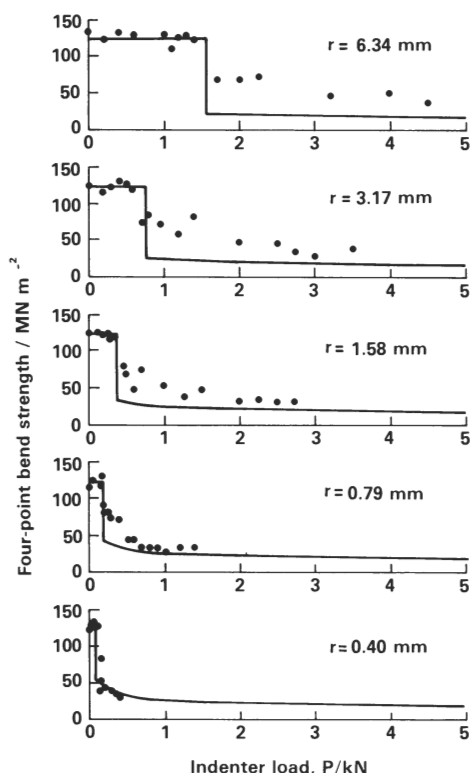 150
100
50
0
r = 6.34 mm
0 1 2 3 4 5
150
100
50
0
r = 3.17 mm
0 1 2 3 4 5
150
100
50
0
r = 1.58 mm
0 1 2 3 4 5
150
100
50
0
r = 0.79 mm
0 1 2 3 4 5
150
100
50
0
r = 0.40 mm
0 1 2 3 4 5
Four-point bend strength / MN m⁻²
Indenter load, P/kN